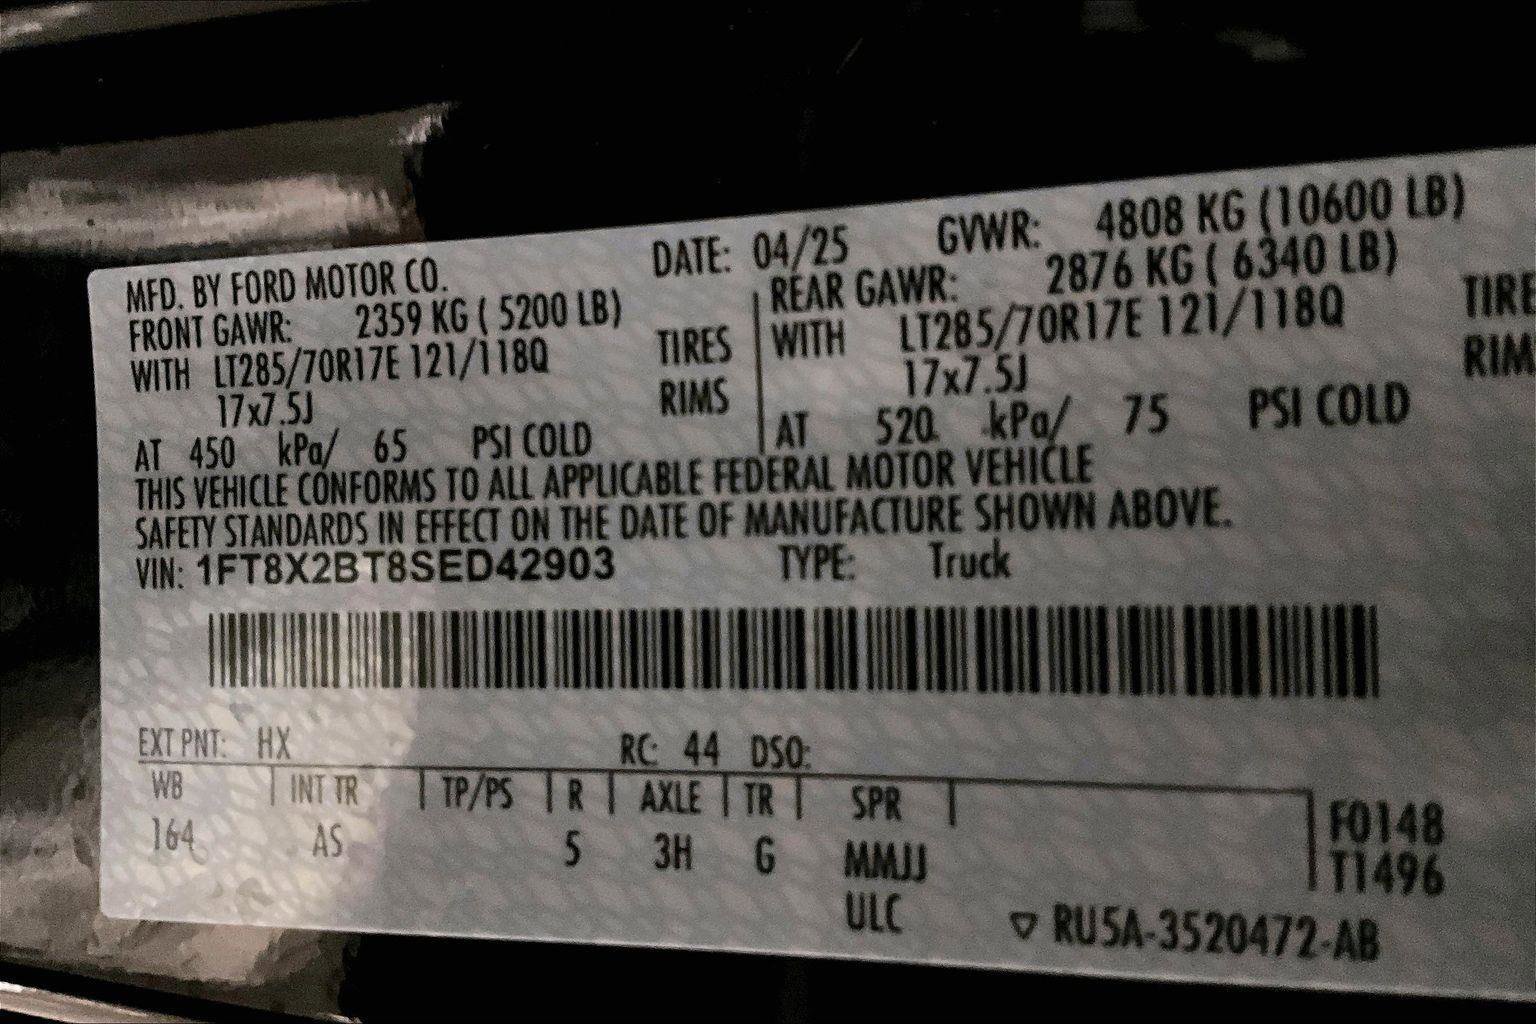 MFD. BY FORD MOTOR CO. DATE: 04/25 GVWR: 4808 KG (10600 LB)
FRONT GAWR: 2359 KG ( 5200 LB) REAR GAWR: 2876 KG ( 6340 LB)
WITH LT285/70R17E 121/118Q TIRES WITH LT285/70R17E 121/118Q TIRE
17x7.5J RIMS 17x7.5J RIM
AT 450 kPa/ 65 PSI COLD AT 520 kPa/ 75 PSI COLD
THIS VEHICLE CONFORMS TO ALL APPLICABLE FEDERAL MOTOR VEHICLE
SAFETY STANDARDS IN EFFECT ON THE DATE OF MANUFACTURE SHOWN ABOVE.
VIN: 1FT8X2BT8SED42903 TYPE: Truck
EXT PNT: HX RC: 44 DSO:
WB INT TR TP/PS R AXLE TR SPR F0148
164 AS 5 3H G MMJJ T1496
ULC RU5A-3520472-AB